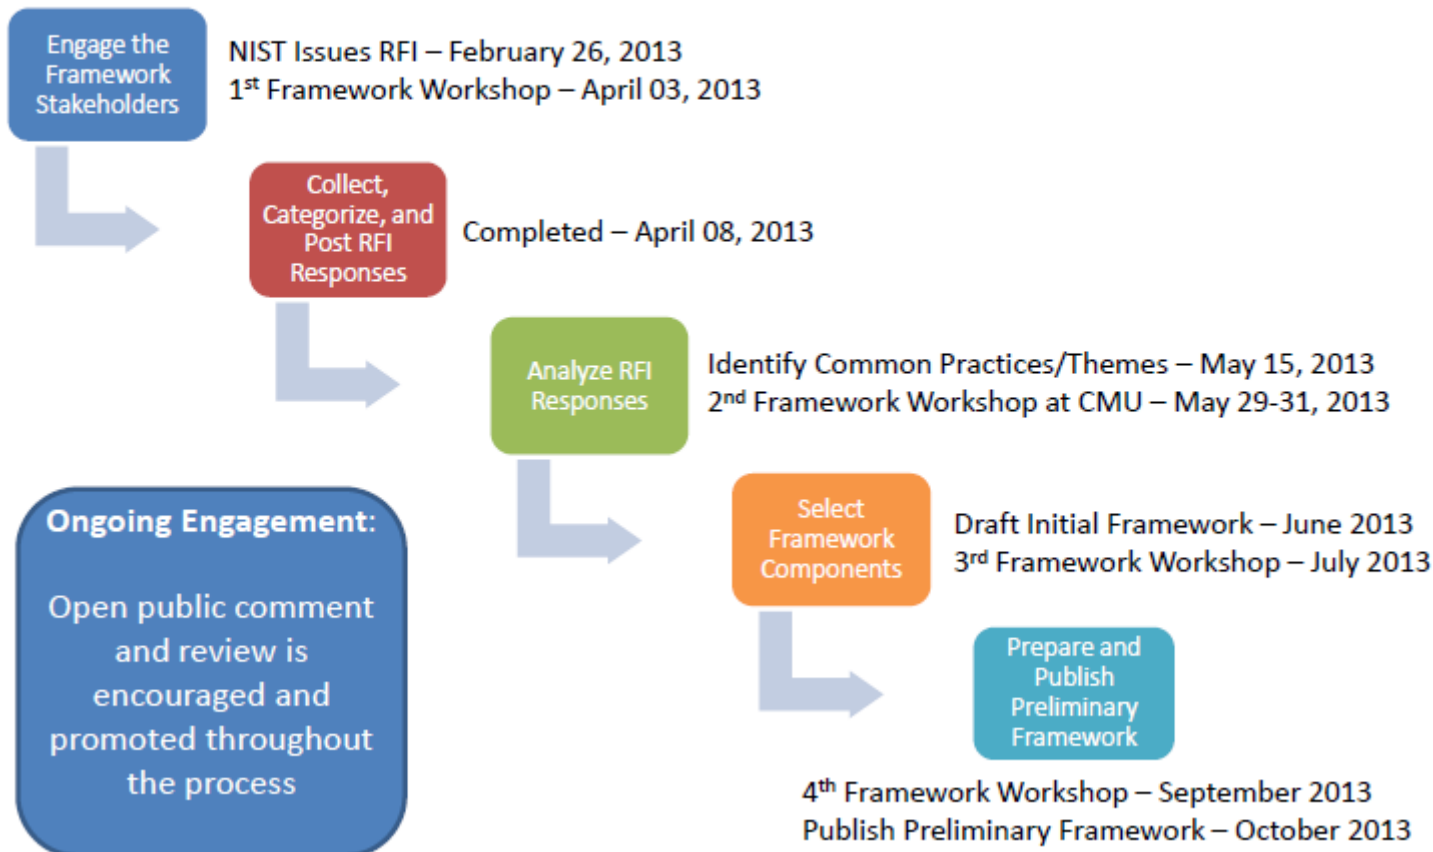 Engage the
Framework
Stakeholders
NIST Issues RFI – February 26, 2013
1st Framework Workshop – April 03, 2013
Collect,
Categorize, and
Post RFI
Responses
Completed – April 08, 2013
Analyze RFI
Responses
Identify Common Practices/Themes – May 15, 2013
2nd Framework Workshop at CMU – May 29-31, 2013
Select
Framework
Components
Draft Initial Framework – June 2013
3rd Framework Workshop – July 2013
Prepare and
Publish
Preliminary
Framework
4th Framework Workshop – September 2013
Publish Preliminary Framework – October 2013
Ongoing Engagement:
Open public comment
and review is
encouraged and
promoted throughout
the process